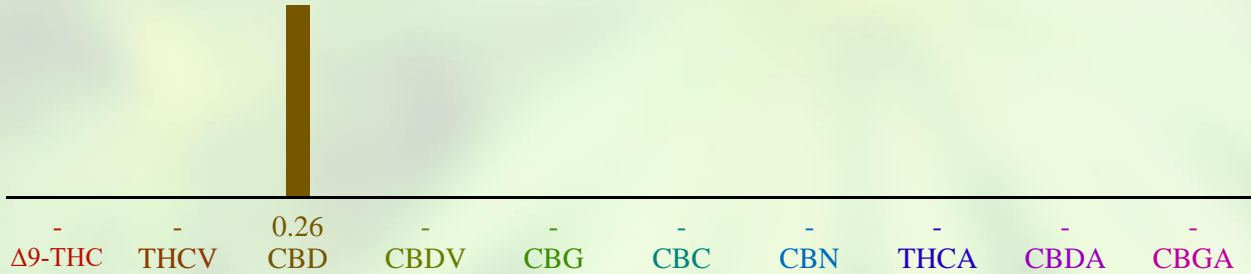 - - 0.26 - - - - - - -
Δ9-THC THCV CBD CBDV CBG CBC CBN THCA CBDA CBGA